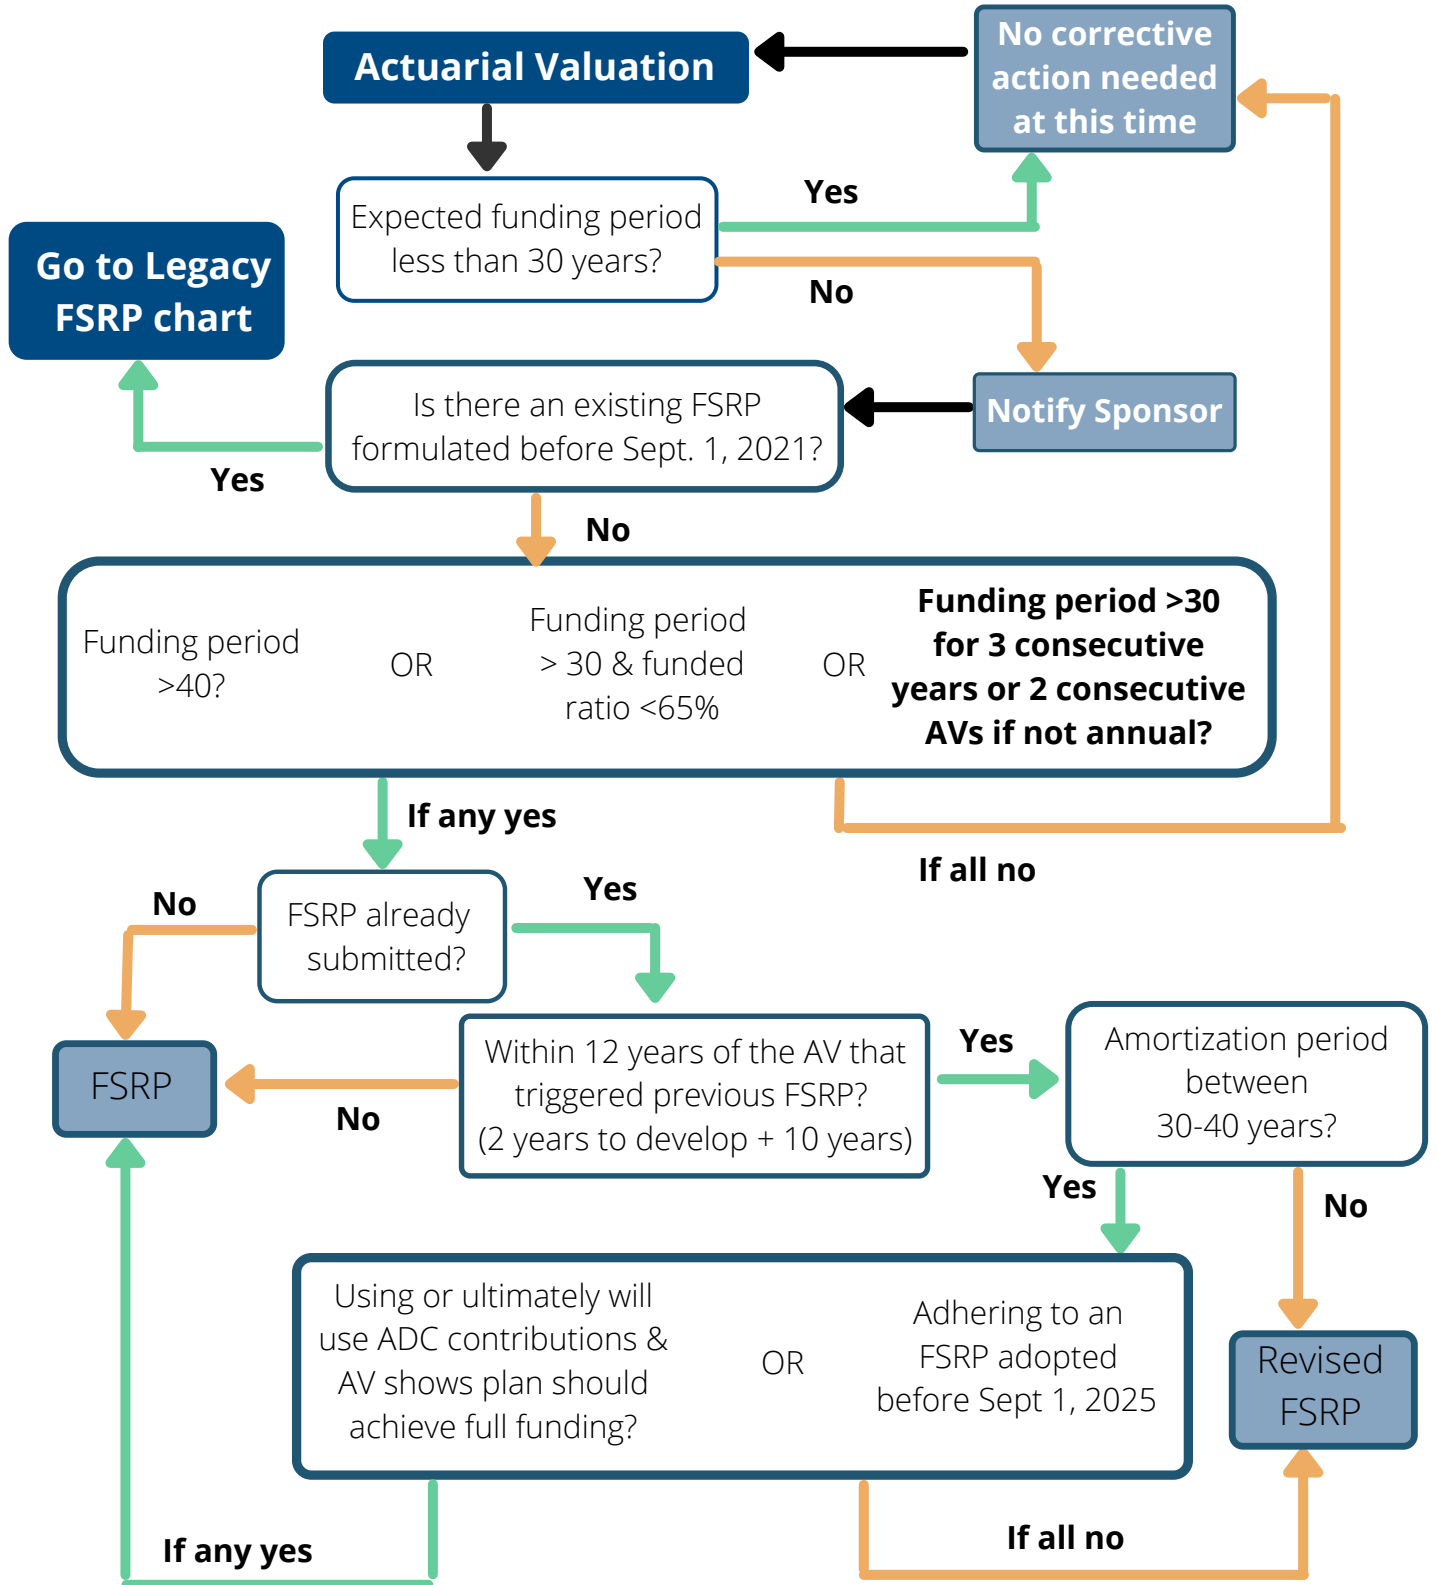 No corrective
action needed
at this time
Actuarial Valuation
Yes
Expected funding period
less than 30 years?
No
Go to Legacy
FSRP chart
Notify Sponsor
Is there an existing FSRP
formulated before Sept. 1, 2021?
Yes
No
Funding period
>40?
OR
Funding period
> 30 & funded
ratio <65%
OR
Funding period >30
for 3 consecutive
years or 2 consecutive
AVs if not annual?
If any yes
If all no
FSRP already
submitted?
No
Yes
FSRP
Within 12 years of the AV that
triggered previous FSRP?
(2 years to develop + 10 years)
No
Yes
Amortization period
between
30-40 years?
Yes
No
Using or ultimately will
use ADC contributions &
AV shows plan should
achieve full funding?
OR
Adhering to an
FSRP adopted
before Sept 1, 2025
Revised
FSRP
If any yes
If all no